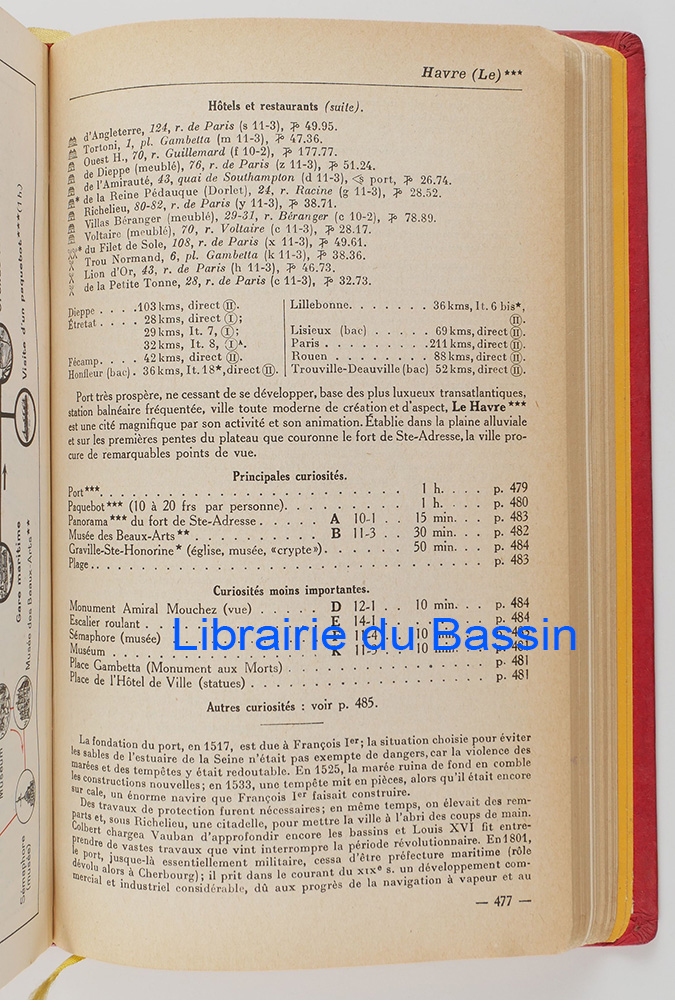 Havre (Le) ***
Hôtels et restaurants (suite).
d'Angleterre, 124, r. de Paris (s 11-3), 49.95.
Tortoni, 1, pl. Gambetta (m 11-3), 47.36.
Ouest H., 70, r. Guillemard (f 10-2), 177.77.
de Dieppe (meublé), 76, r. de Paris (z 11-3), 51.24.
de l'Amirauté, 43, quai de Southampton (d 11-3), port, 26.74.
* de la Reine Pédauque (Dorlet), 24, r. Racine (g 11-3), 28.52.
Richelieu, 80-82, r. de Paris (y 11-3), 38.71.
Villas Béranger (meublé), 29-31, r. Béranger (c 10-2), 78.89.
Voltaire (meublé), 70, r. Voltaire (c 11-3), 28.17.
* du Filet de Sole, 108, r. de Paris (x 11-3), 49.61.
Trou Normand, 6, pl. Gambetta (k 11-3), 38.36.
Lion d'Or, 43, r. de Paris (h 11-3), 46.73.
de la Petite Tonne, 28, r. de Paris (c 11-3), 32.73.
Dieppe . . . . .103 kms, direct (II).
Étretat . . . . . 28 kms, direct (I);
29 kms, It. 7, (I);
32 kms, It. 8, (I)▲.
Fécamp. . . . . 42 kms, direct (II).
Honfleur (bac) . 36 kms, It. 18*, direct (II).
Lillebonne. . . . . . . 36 kms, It. 6 bis*,
(II).
Lisieux (bac) . . . . . 69 kms, direct (II).
Paris . . . . . . . . .211 kms, direct (II).
Rouen . . . . . . . . 88 kms, direct (II).
Trouville-Deauville (bac) 52 kms, direct (II).
Port très prospère, ne cessant de se développer, base des plus luxueux transatlantiques,
station balnéaire fréquentée, ville toute moderne de création et d'aspect, Le Havre ***
est une cité magnifique par son activité et son animation. Établie dans la plaine alluviale
et sur les premières pentes du plateau que couronne le fort de Ste-Adresse, la ville pro-
cure de remarquables points de vue.
Principales curiosités.
Port ***. . . . . . . . . . . . . . . . . 1 h. . . . . p. 479
Paquebot *** (10 à 20 frs par personne). . . . . . . . 1 h. . . . . p. 480
Panorama *** du fort de Ste-Adresse . . . . . A 10-1 . . 15 min. . . . p. 483
Musée des Beaux-Arts ** . . . . . . . . . B 11-3 . . 30 min. . . . p. 482
Graville-Ste-Honorine * (église, musée, «crypte») . . . . . . 50 min. . . . p. 484
Plage . . . . . . . . . . . . . . . . . . . . . . . p. 483
Curiosités moins importantes.
Monument Amiral Mouchez (vue) . . . . . D 12-1 . . 10 min. . . . p. 484
Escalier roulant . . . . . . . . . . . E 14-1 . .
Sémaphore (musée) 11-4 . . 10
Muséum . . . . . . . . . . . . . K 11-3 . . 10 min. . . . p. 481
Place Gambetta (Monument aux Morts) . . . . . . . . . . . . p. 481
Place de l'Hôtel de Ville (statues) . . . . . . . . . . . . . p. 481
Autres curiosités : voir p. 485.
La fondation du port, en 1517, est due à François Ier; la situation choisie pour éviter
les sables de l'estuaire de la Seine n'était pas exempte de dangers, car la violence des
marées et des tempêtes y était redoutable. En 1525, la marée ruina de fond en comble
les constructions nouvelles; en 1533, une tempête mit en pièces, alors qu'il était encore
sur cale, un énorme navire que François Ier faisait construire.
Des travaux de protection furent nécessaires; en même temps, on élevait des rem-
parts et, sous Richelieu, une citadelle, pour mettre la ville à l'abri des coups de main.
Colbert chargea Vauban d'approfondir encore les bassins et Louis XVI fit entre-
prendre de vastes travaux que vint interrompre la période révolutionnaire. En 1801,
le port, jusque-là essentiellement militaire, cessa d'être préfecture maritime (rôle
dévolu alors à Cherbourg); il prit dans le courant du XIXe s. un développement com-
mercial et industriel considérable, dû aux progrès de la navigation à vapeur et au
— 477 —
Librairie du Bassin
Visite d'un paquebot *** (1 h.)
Gare maritime
Musée des Beaux-Arts **
Muséum
Sémaphore
(musée)